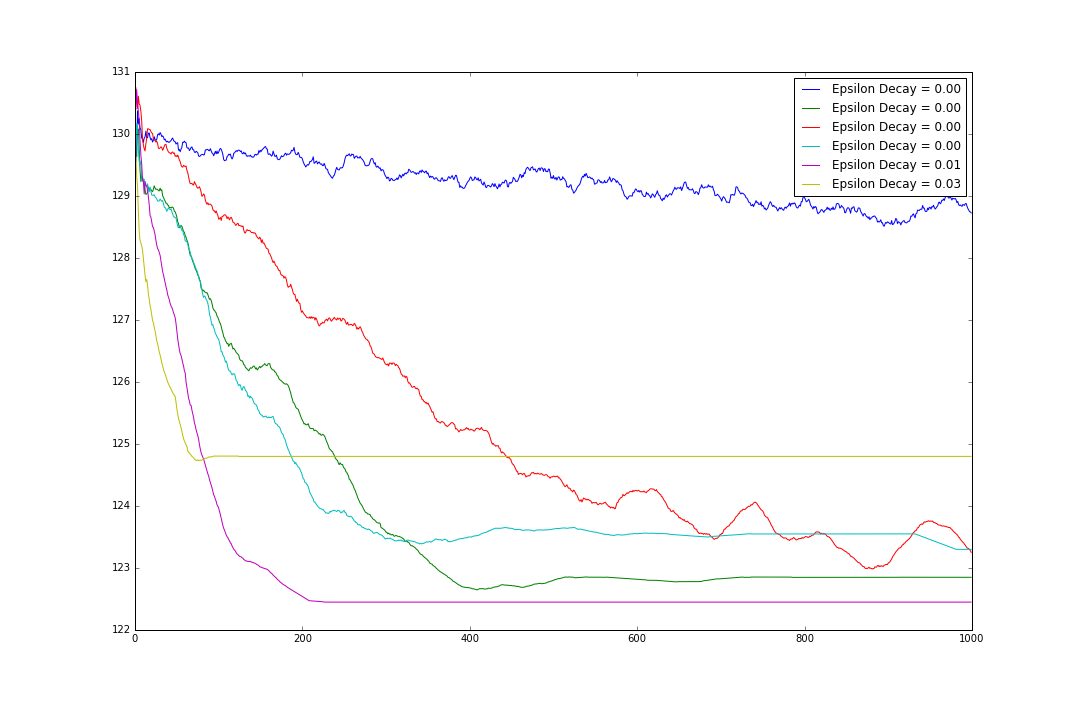 131
130
129
128
127
126
125
124
123
122
0
200
400
600
800
1000
Epsilon Decay = 0.00
Epsilon Decay = 0.00
Epsilon Decay = 0.00
Epsilon Decay = 0.00
Epsilon Decay = 0.01
Epsilon Decay = 0.03